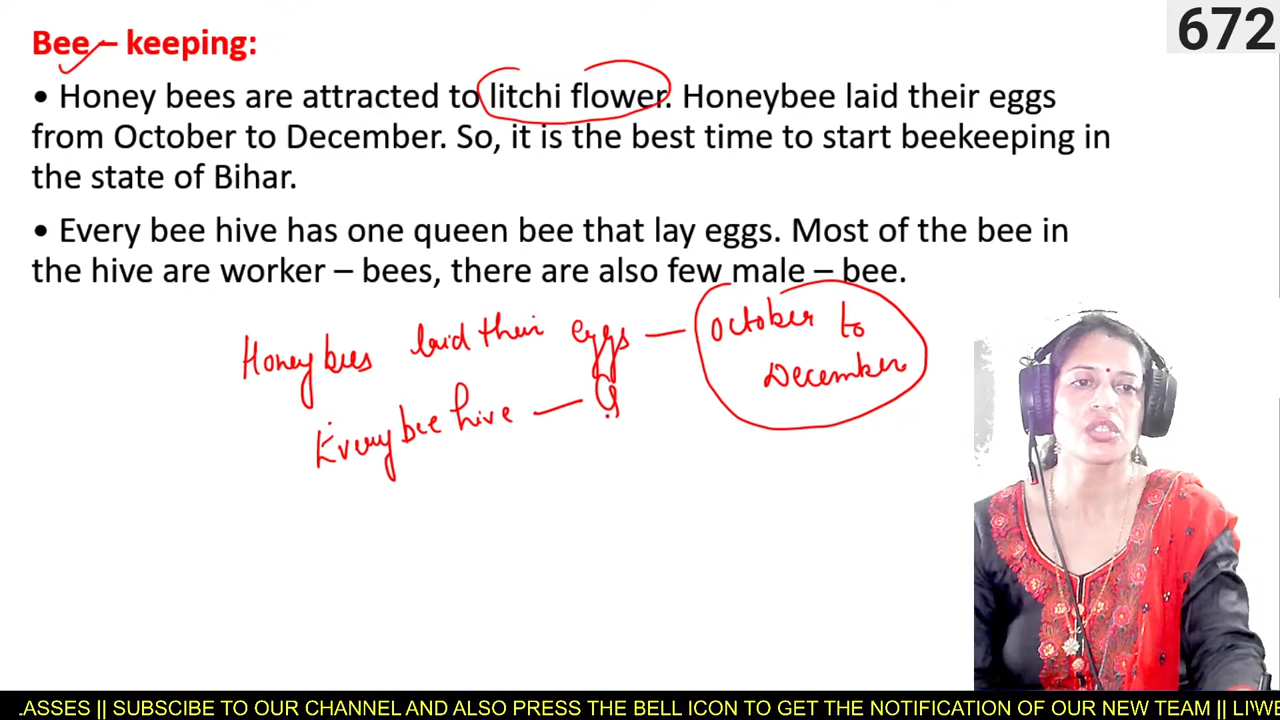 672
Bee – keeping:
• Honey bees are attracted to litchi flower. Honeybee laid their eggs
from October to December. So, it is the best time to start beekeeping in
the state of Bihar.
• Every bee hive has one queen bee that lay eggs. Most of the bee in
the hive are worker – bees, there are also few male – bee.
Honeybees laid their eggs — October to
December
Every bee hive —
.ASSES || SUBSCIBE TO OUR CHANNEL AND ALSO PRESS THE BELL ICON TO GET THE NOTIFICATION OF OUR NEW TEAM ||